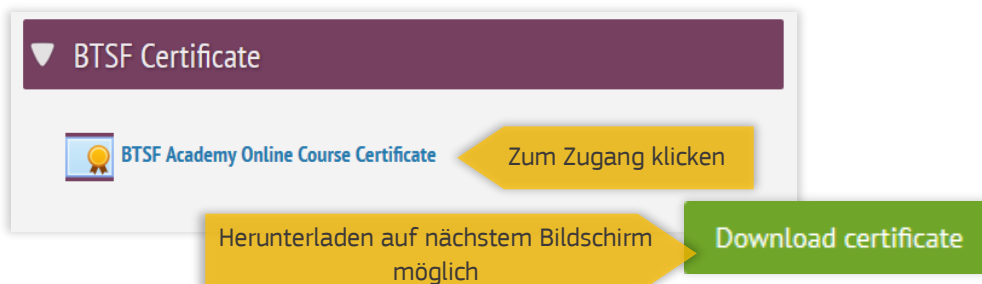 BTSF Certificate
BTSF Academy Online Course Certificate
Zum Zugang klicken
Herunterladen auf nächstem Bildschirm
möglich
Download certificate